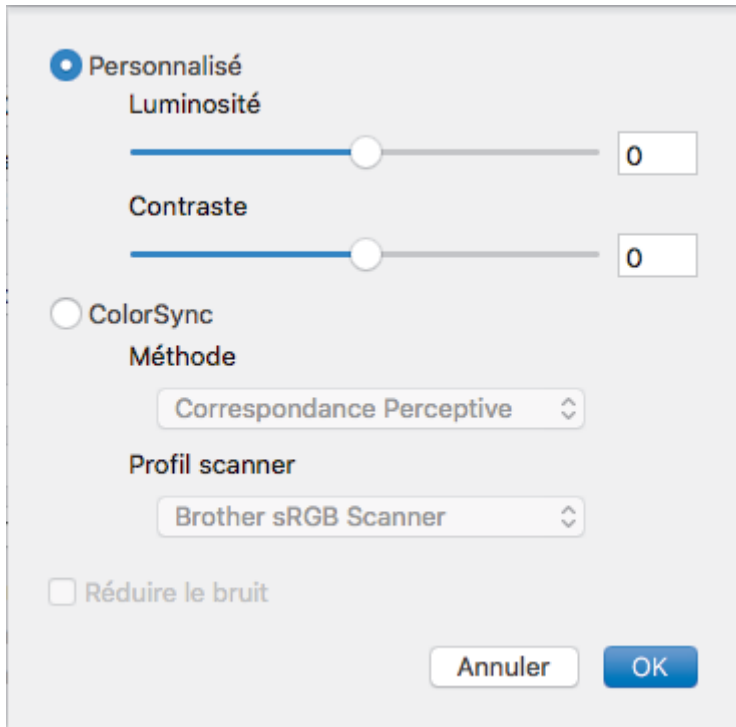 Personnalisé
Luminosité
0
Contraste
0
ColorSync
Méthode
Correspondance Perceptive
Profil scanner
Brother sRGB Scanner
Réduire le bruit
Annuler OK